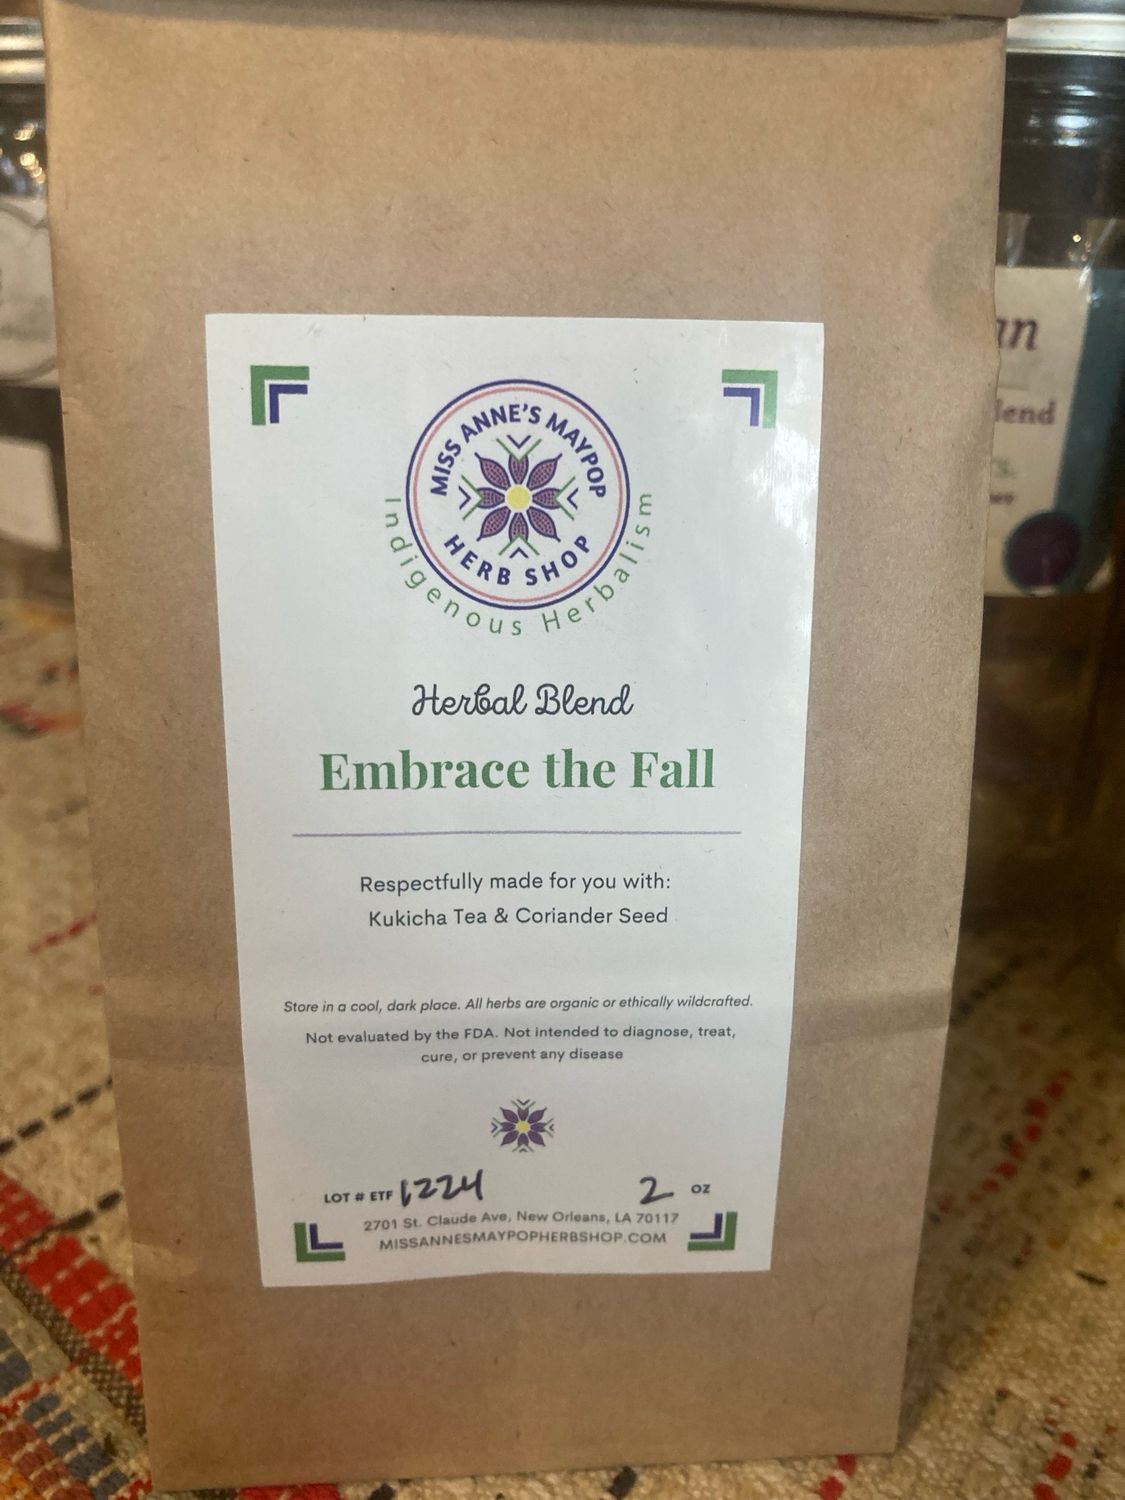 MISS ANNE'S MAYPOP
HERB SHOP
Indigenous Herbalism
Herbal Blend
Embrace the Fall
Respectfully made for you with:
Kukicha Tea & Coriander Seed
Store in a cool, dark place. All herbs are organic or ethically wildcrafted.
Not evaluated by the FDA. Not intended to diagnose, treat,
cure, or prevent any disease
LOT # ETF 1224 2 OZ
2701 St. Claude Ave, New Orleans, LA 70117
MISSANNESMAYPOPHERBSHOP.COM
an
lend